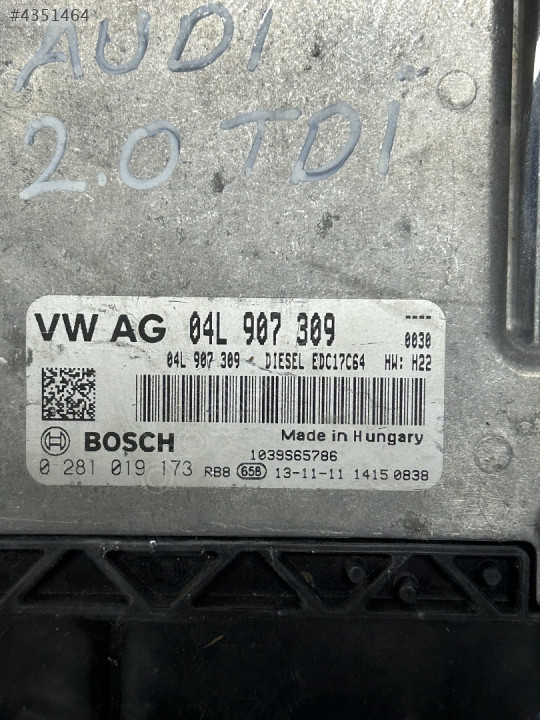 #4351464
AUDI
2.0 TDİ
VW AG 04L 907 309 ----
0030
04L 907 309 DIESEL EDC17C64 HW: H22
BOSCH Made in Hungary
1039S65786
0 281 019 173 RB8 658 13-11-11 1415 0838